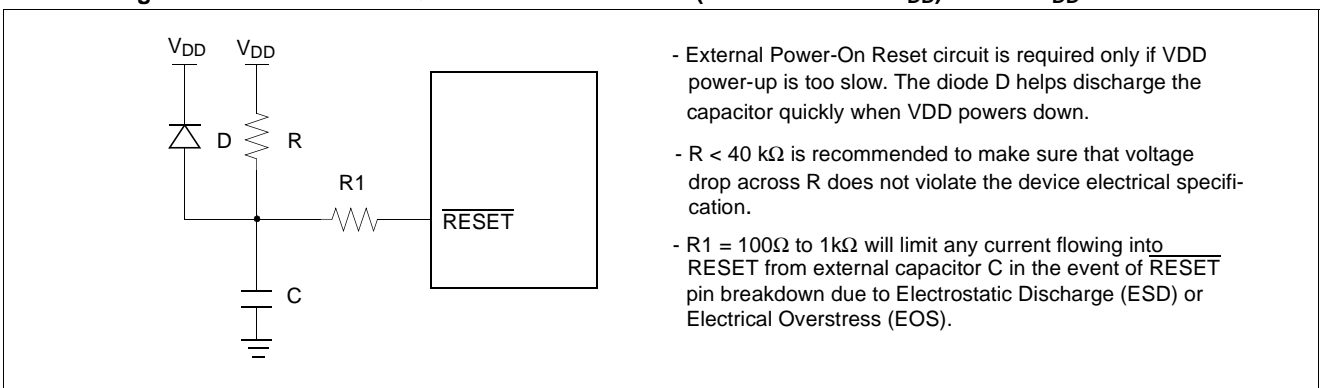 V_DD V_DD
D R
R1
RESET
C
- External Power-On Reset circuit is required only if VDD
power-up is too slow. The diode D helps discharge the
capacitor quickly when VDD powers down.
- R < 40 kΩ is recommended to make sure that voltage
drop across R does not violate the device electrical specifi-
cation.
- R1 = 100Ω to 1kΩ will limit any current flowing into
RESET from external capacitor C in the event of RESET
pin breakdown due to Electrostatic Discharge (ESD) or
Electrical Overstress (EOS).